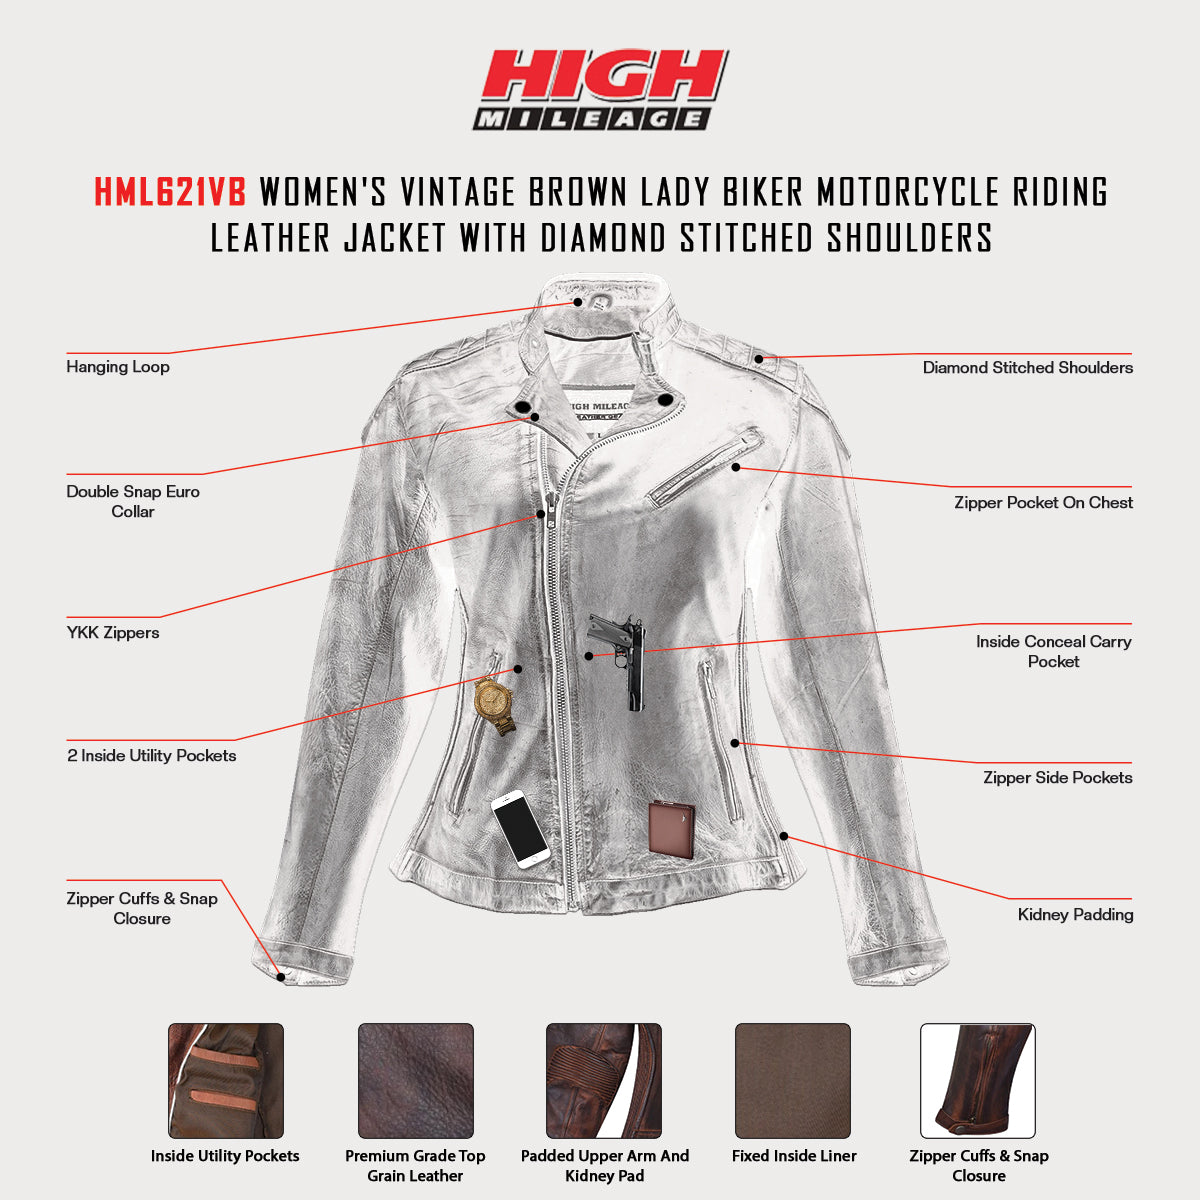 HIGH
MILEAGE
HML621VB WOMEN'S VINTAGE BROWN LADY BIKER MOTORCYCLE RIDING
LEATHER JACKET WITH DIAMOND STITCHED SHOULDERS
Hanging Loop
Diamond Stitched Shoulders
HIGH MILEAG
L
Double Snap Euro
Collar
Zipper Pocket On Chest
YKK Zippers
Inside Conceal Carry
Pocket
2 Inside Utility Pockets
Zipper Side Pockets
Zipper Cuffs & Snap
Closure
Kidney Padding
Inside Utility Pockets
Premium Grade Top
Grain Leather
Padded Upper Arm And
Kidney Pad
Fixed Inside Liner
Zipper Cuffs & Snap
Closure